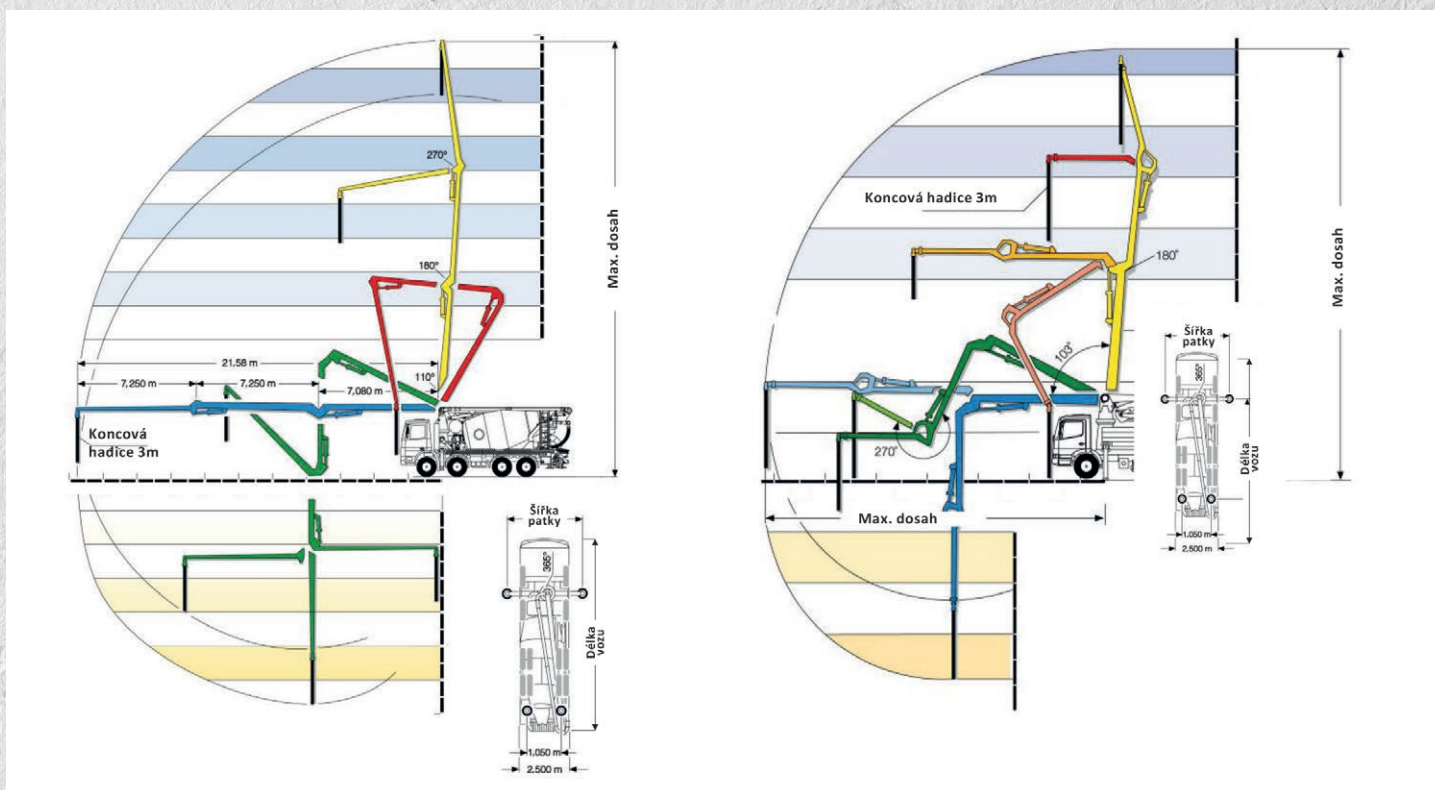 270°
180°
21,58 m
7,250 m
7,250 m
7,080 m
110°
Koncová
hadice 3m
Max. dosah
Šířka
patky
365°
Délka
vozu
1,050 m
2,500 m
Koncová hadice 3m
180°
103°
270°
Max. dosah
Max. dosah
Šířka
patky
365°
Délka
vozu
1,050 m
2,500 m